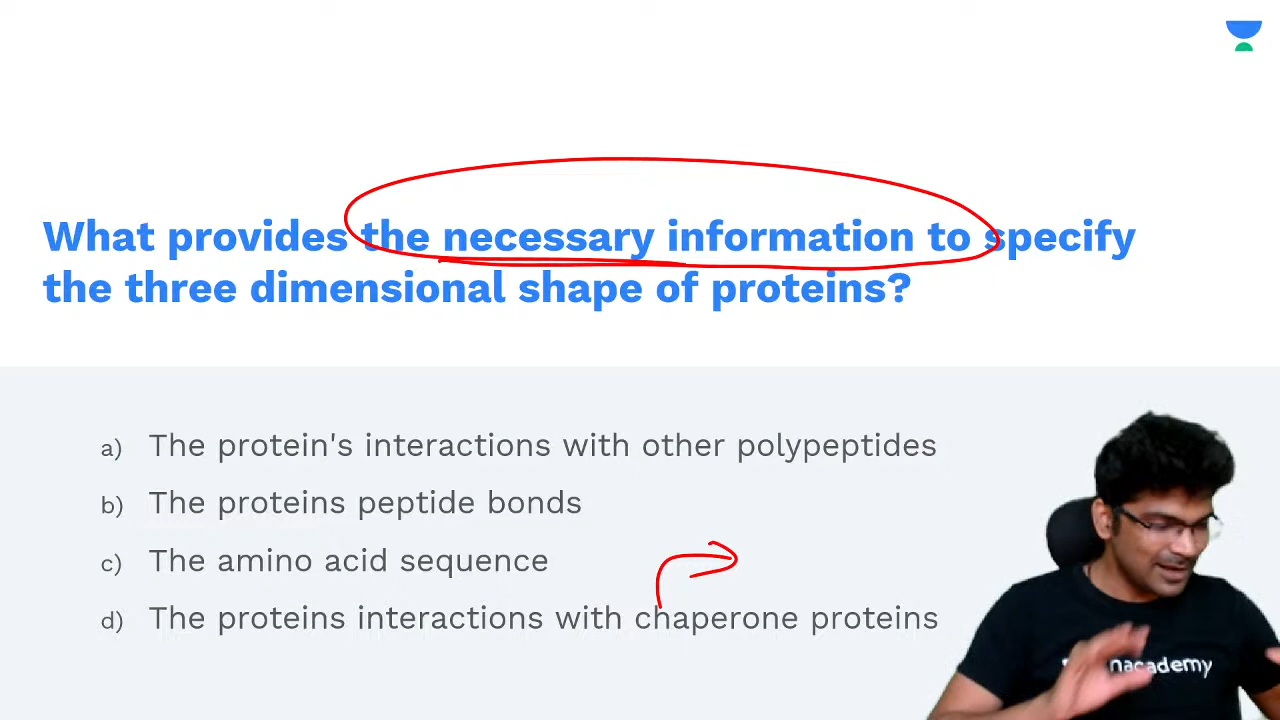 What provides the necessary information to specify
the three dimensional shape of proteins?
a) The protein's interactions with other polypeptides
b) The proteins peptide bonds
c) The amino acid sequence
d) The proteins interactions with chaperone proteins
nacademy